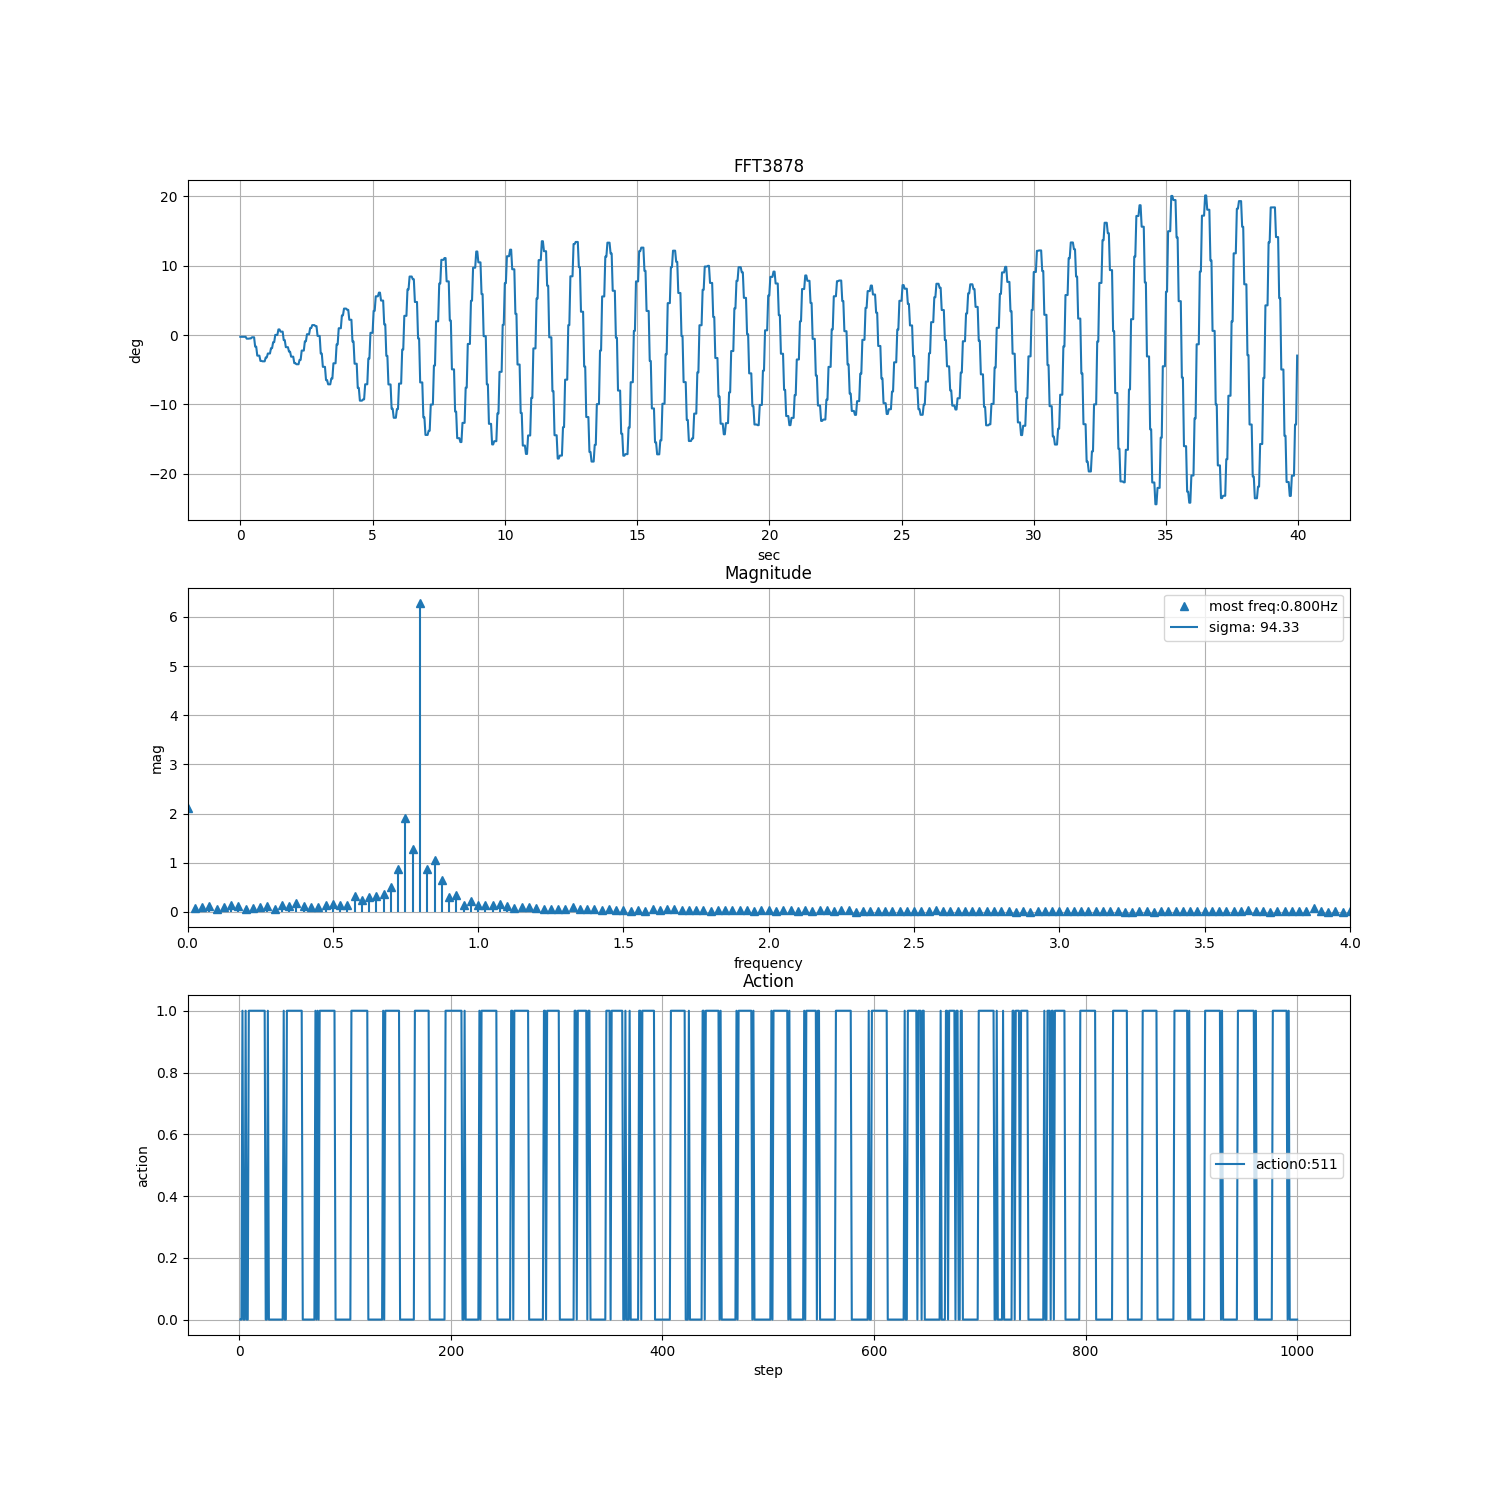 FFT3878
20
10
0
−10
−20
deg
0 5 10 15 20 25 30 35 40
sec
Magnitude
most freq:0.800Hz
sigma: 94.33
6
5
4
3
2
1
0
mag
0.0 0.5 1.0 1.5 2.0 2.5 3.0 3.5 4.0
frequency
Action
1.0
0.8
0.6
0.4
0.2
0.0
action
action0:511
0 200 400 600 800 1000
step